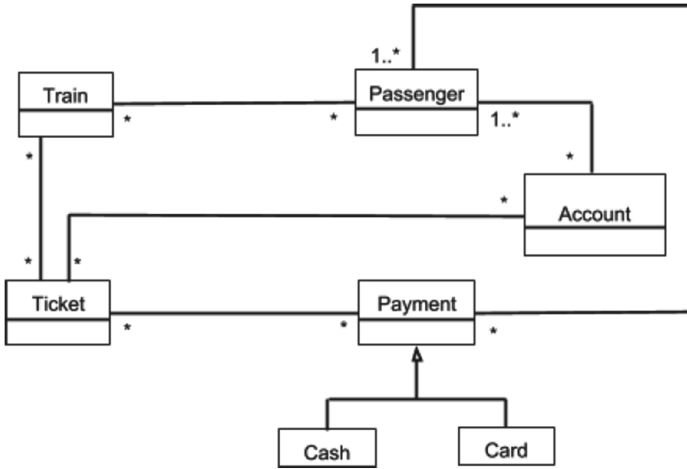 1..*
Train
Passenger
* * 1..*
* *
* Account
* *
Ticket Payment
* * *
Cash Card